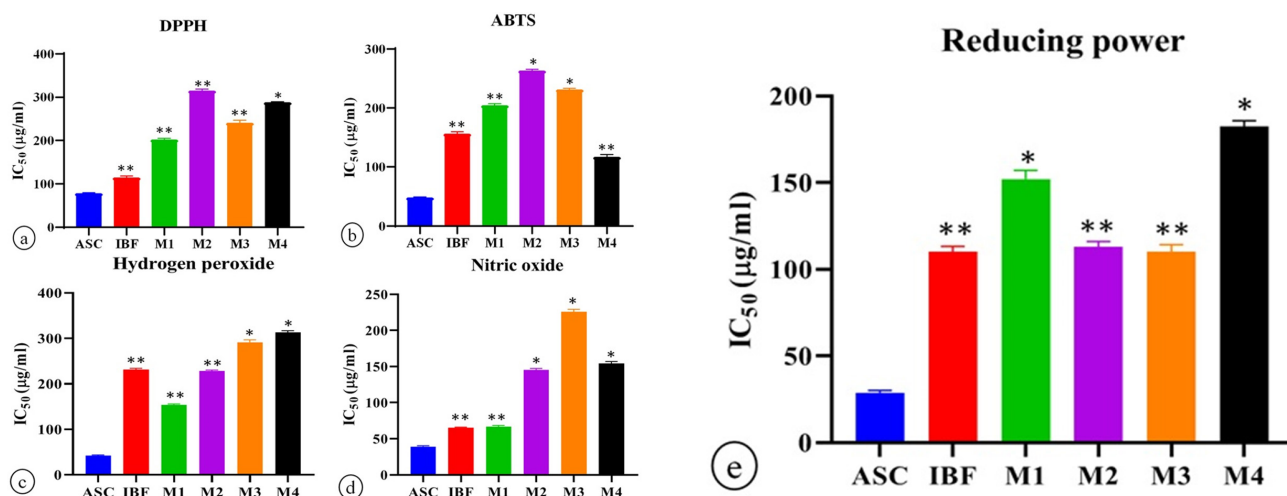 DPPH
IC50 (μg/ml)
400
300
200
100
0
**
**
**
**
*
ASC IBF M1 M2 M3 M4
a
ABTS
IC50 (μg/ml)
300
200
100
0
**
**
*
*
**
ASC IBF M1 M2 M3 M4
b
Hydrogen peroxide
IC50 (μg/ml)
400
300
200
100
0
**
**
**
*
*
ASC IBF M1 M2 M3 M4
c
Nitric oxide
IC50 (μg/ml)
250
200
150
100
50
0
**
**
*
*
*
ASC IBF M1 M2 M3 M4
d
Reducing power
IC50 (μg/ml)
200
150
100
50
0
**
*
**
**
*
ASC IBF M1 M2 M3 M4
e